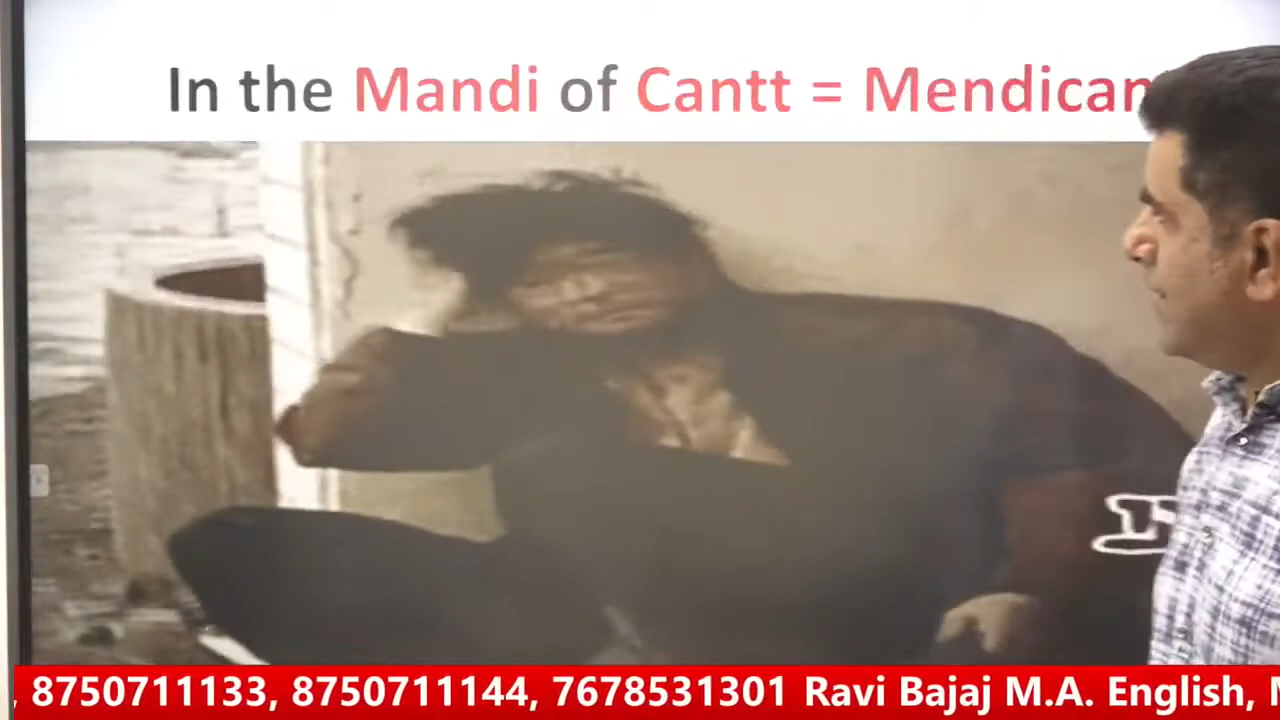 In the Mandi of Cantt = Mendican
, 8750711133, 8750711144, 7678531301 Ravi Bajaj M.A. English, M